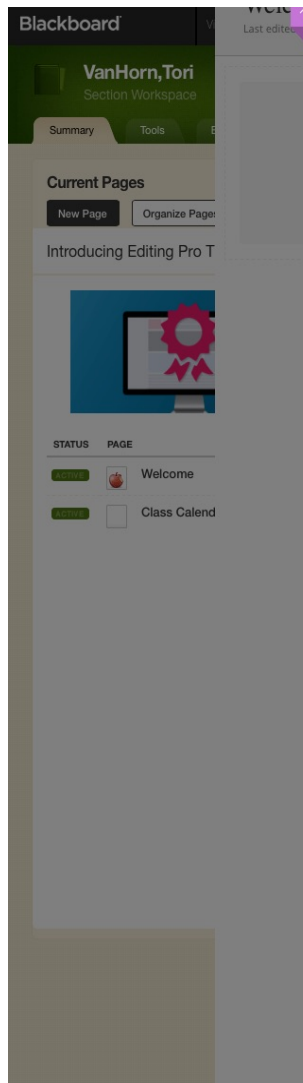 Blackboard
VanHorn,Tori
Section Workspace
Last edited
Summary Tools
Current Pages
New Page Organize Pages
Introducing Editing Pro T
STATUS PAGE
ACTIVE Welcome
ACTIVE Class Calend